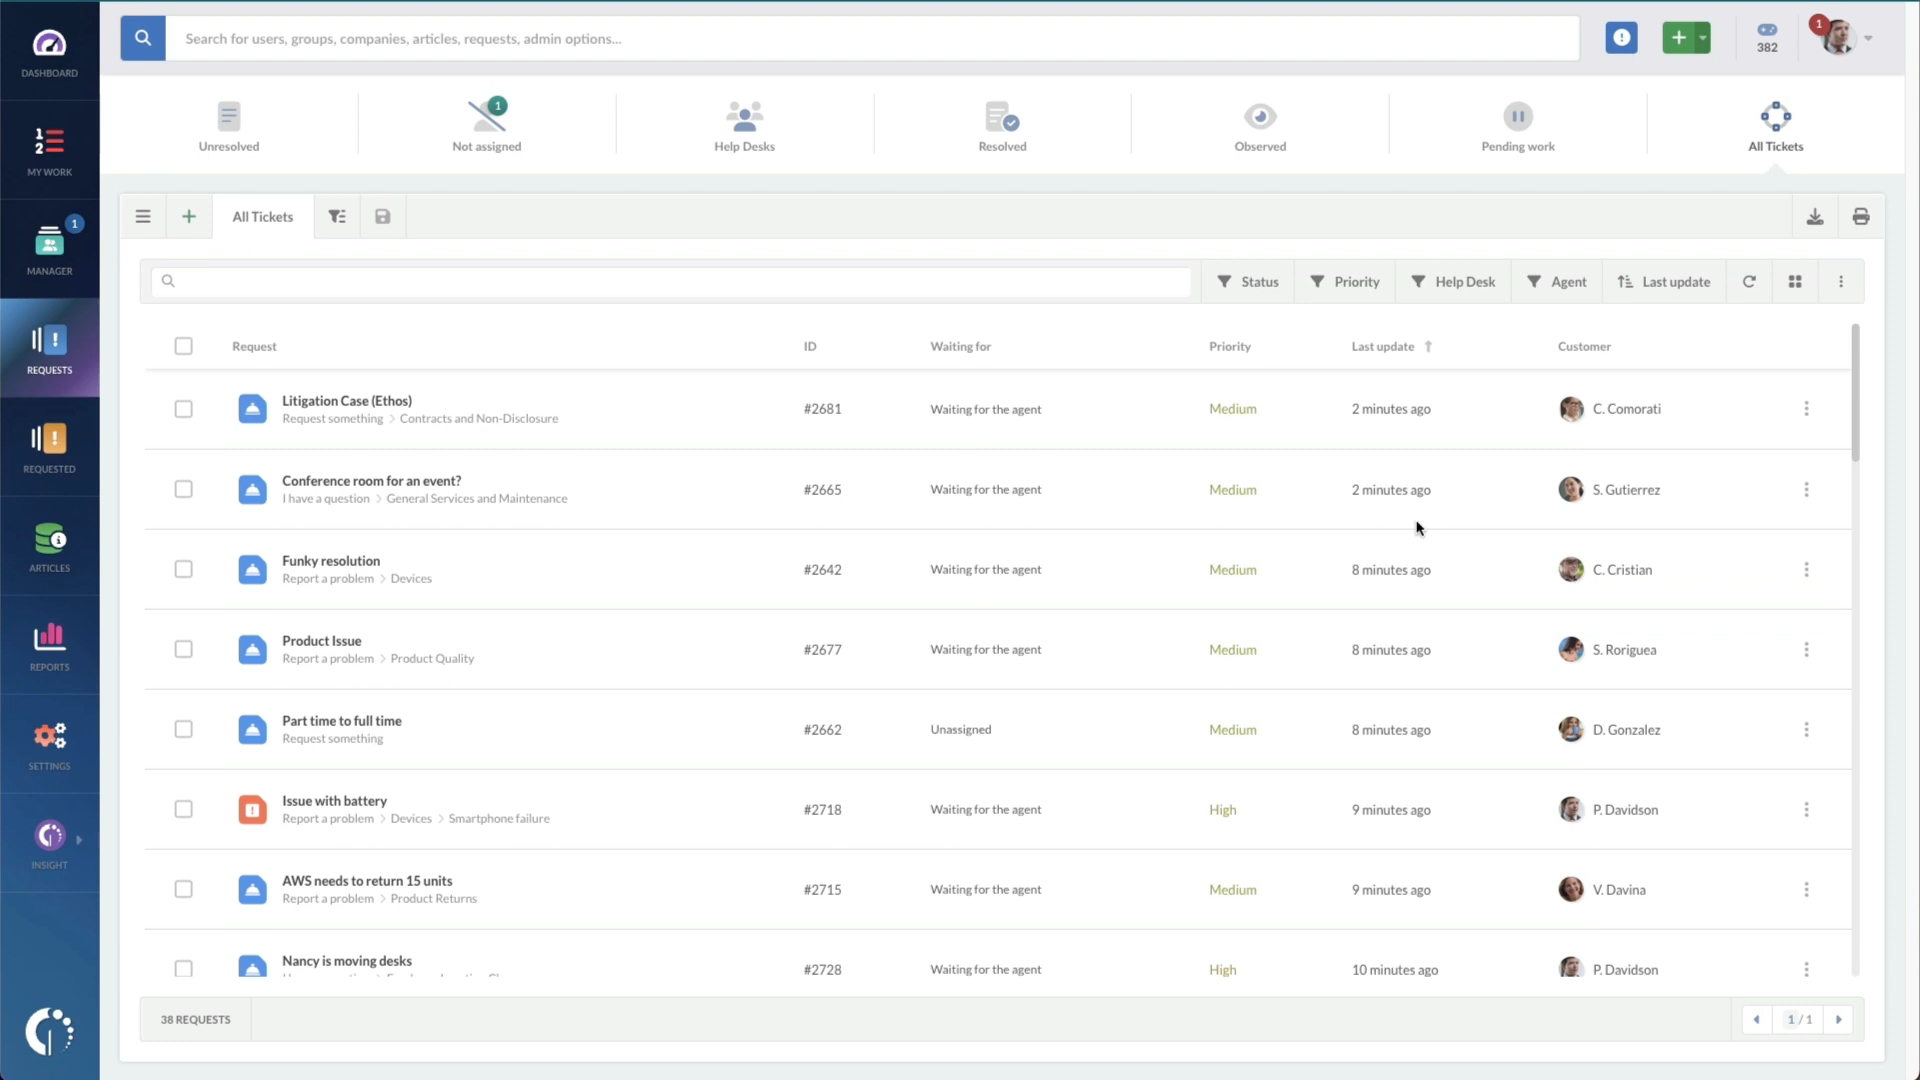 Search for users, groups, companies, articles, requests, admin options...
382
1
DASHBOARD
1
2
MY WORK
1
MANAGER
REQUESTS
REQUESTED
ARTICLES
REPORTS
SETTINGS
INSIGHT
Unresolved
1
Not assigned
Help Desks
Resolved
Observed
Pending work
All Tickets
All Tickets
Status
Priority
Help Desk
Agent
Last update
Request ID Waiting for Priority Last update Customer
Litigation Case (Ethos)
Request something > Contracts and Non-Disclosure
#2681 Waiting for the agent Medium 2 minutes ago C. Comorati
Conference room for an event?
I have a question > General Services and Maintenance
#2665 Waiting for the agent Medium 2 minutes ago S. Gutierrez
Funky resolution
Report a problem > Devices
#2642 Waiting for the agent Medium 8 minutes ago C. Cristian
Product Issue
Report a problem > Product Quality
#2677 Waiting for the agent Medium 8 minutes ago S. Roriguea
Part time to full time
Request something
#2662 Unassigned Medium 8 minutes ago D. Gonzalez
Issue with battery
Report a problem > Devices > Smartphone failure
#2718 Waiting for the agent High 9 minutes ago P. Davidson
AWS needs to return 15 units
Report a problem > Product Returns
#2715 Waiting for the agent Medium 9 minutes ago V. Davina
Nancy is moving desks
#2728 Waiting for the agent High 10 minutes ago P. Davidson
38 REQUESTS
1 / 1